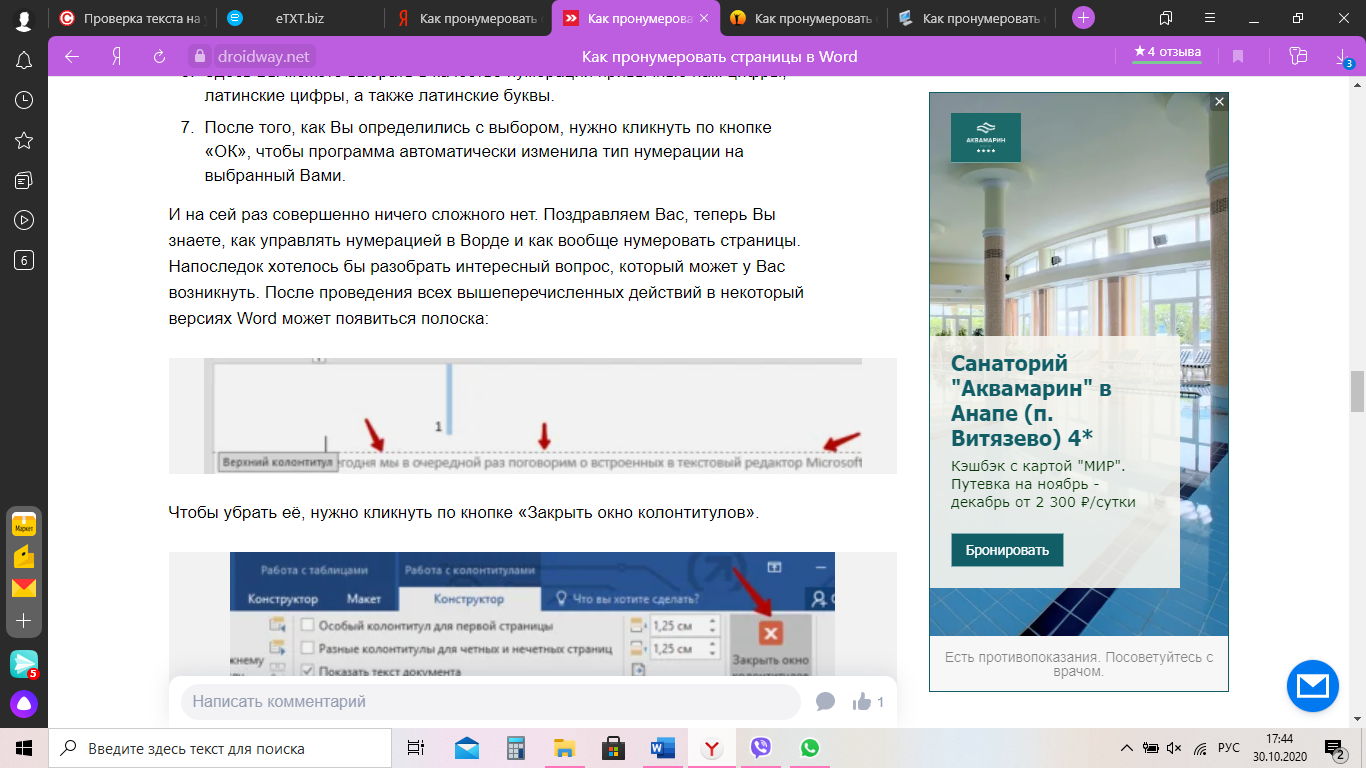 Проверка текста на у
eTXT.biz
Как пронумеровать
Как пронумерова
Как пронумеровать
Как пронумеровать
droidway.net
Как пронумеровать страницы в Word
★4 отзыва
3
латинские цифры, а также латинские буквы.
7. После того, как Вы определились с выбором, нужно кликнуть по кнопке
«ОК», чтобы программа автоматически изменила тип нумерации на
выбранный Вами.
И на сей раз совершенно ничего сложного нет. Поздравляем Вас, теперь Вы
знаете, как управлять нумерацией в Ворде и как вообще нумеровать страницы.
Напоследок хотелось бы разобрать интересный вопрос, который может у Вас
возникнуть. После проведения всех вышеперечисленных действий в некоторый
версиях Word может появиться полоска:
1
Верхний колонтитул
егодня мы в очередной раз поговорим о встроенных в текстовый редактор Microsoft
Чтобы убрать её, нужно кликнуть по кнопке «Закрыть окно колонтитулов».
Работа с таблицами
Работа с колонтитулами
Конструктор
Макет
Конструктор
Что вы хотите сделать?
Особый колонтитул для первой страницы
1,25 см
Разные колонтитулы для четных и нечетных страниц
1,25 см
жнему
Показать текст документа
Закрыть окно
колонтитулов
Написать комментарий
1
АКВАМАРИН
Санаторий
"Аквамарин" в
Анапе (п.
Витязево) 4*
Кэшбэк с картой "МИР".
Путевка на ноябрь -
декабрь от 2 300 ₽/сутки
Бронировать
Есть противопоказания. Посоветуйтесь с
врачом.
6
Маркет
5
Введите здесь текст для поиска
РУС
17:44
30.10.2020
2